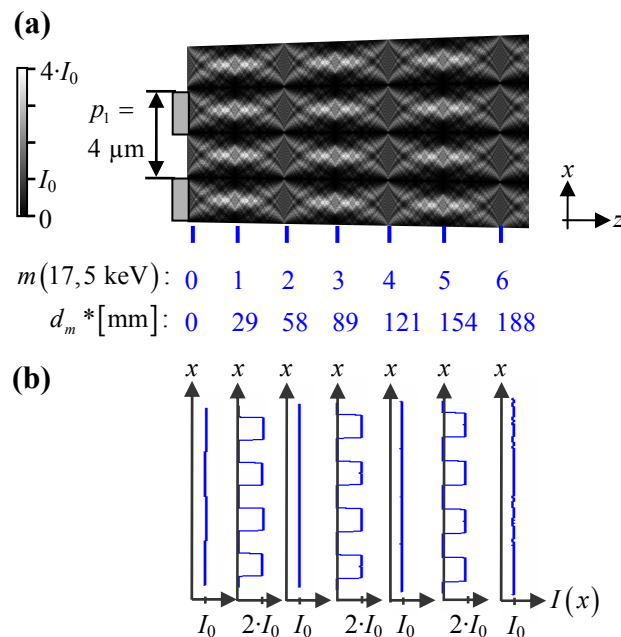 (a)
4·I₀
I₀
0
p₁ =
4 µm
x
z
m(17,5 keV): 0 1 2 3 4 5 6
dₘ*[mm]: 0 29 58 89 121 154 188
(b)
x x x x x x x
I(x)
I₀ 2·I₀ I₀ 2·I₀ I₀ 2·I₀ I₀